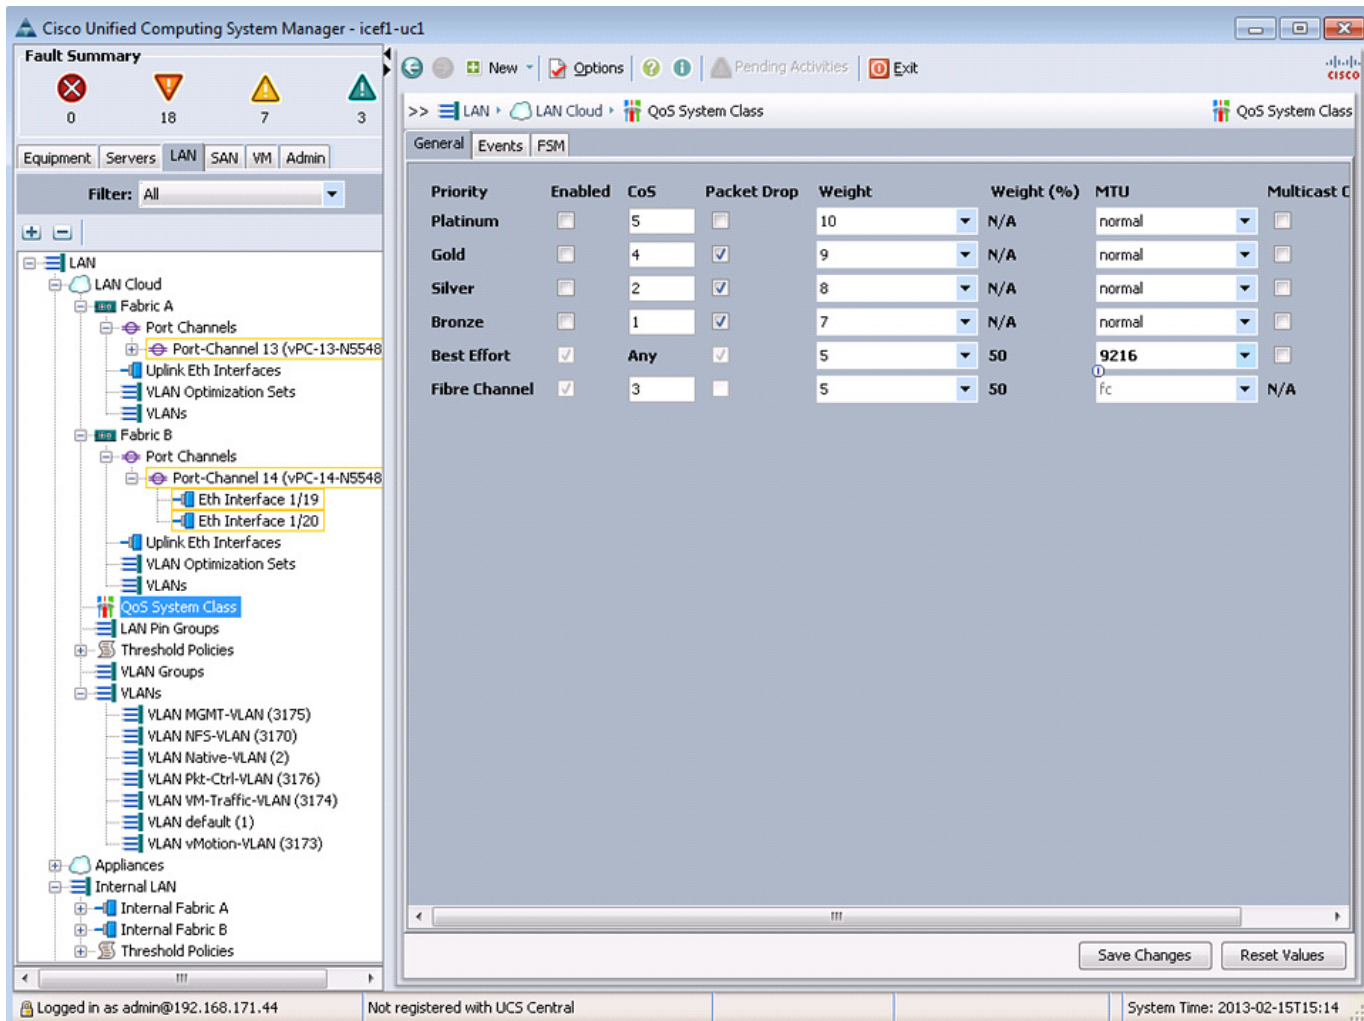 Cisco Unified Computing System Manager - icef1-uc1
Fault Summary
0 18 7 3
New Options Pending Activities Exit
cisco
>> LAN LAN Cloud QoS System Class QoS System Class
Equipment Servers LAN SAN VM Admin
Filter: All
General Events FSM
Priority Enabled CoS Packet Drop Weight Weight (%) MTU Multicast C
Platinum 5 10 N/A normal
Gold 4 9 N/A normal
Silver 2 8 N/A normal
Bronze 1 7 N/A normal
Best Effort Any 5 50 9216
Fibre Channel 3 5 50 fc N/A
LAN
LAN Cloud
Fabric A
Port Channels
Port-Channel 13 (vPC-13-N5548
Uplink Eth Interfaces
VLAN Optimization Sets
VLANs
Fabric B
Port Channels
Port-Channel 14 (vPC-14-N5548
Eth Interface 1/19
Eth Interface 1/20
Uplink Eth Interfaces
VLAN Optimization Sets
VLANs
QoS System Class
LAN Pin Groups
Threshold Policies
VLAN Groups
VLANs
VLAN MGMT-VLAN (3175)
VLAN NFS-VLAN (3170)
VLAN Native-VLAN (2)
VLAN Pkt-Ctrl-VLAN (3176)
VLAN VM-Traffic-VLAN (3174)
VLAN default (1)
VLAN vMotion-VLAN (3173)
Appliances
Internal LAN
Internal Fabric A
Internal Fabric B
Threshold Policies
Save Changes Reset Values
Logged in as admin@192.168.171.44 Not registered with UCS Central System Time: 2013-02-15T15:14